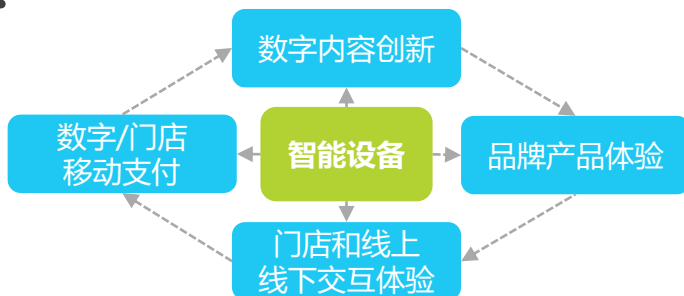 数字内容创新
数字/门店
移动支付
智能设备
品牌产品体验
门店和线上
线下交互体验